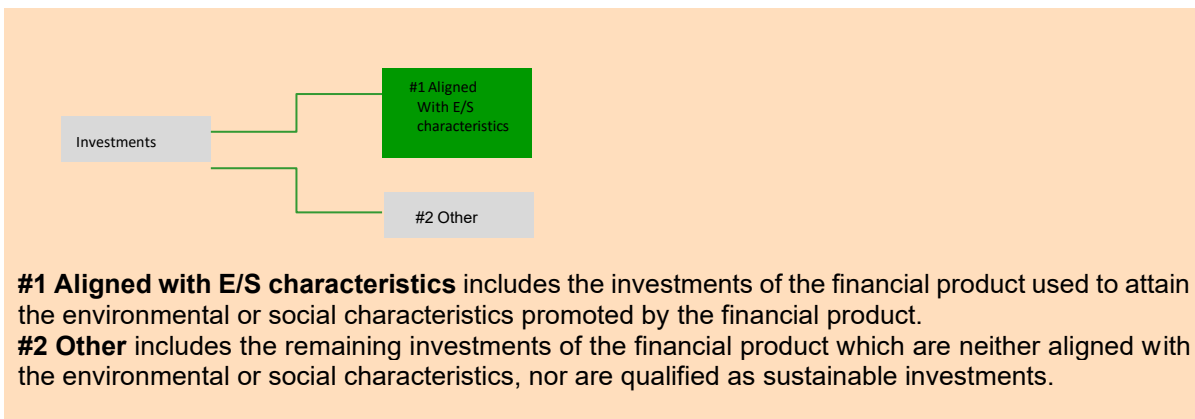 #1 Aligned
With E/S
characteristics
Investments
#2 Other
#1 Aligned with E/S characteristics includes the investments of the financial product used to attain
the environmental or social characteristics promoted by the financial product.
#2 Other includes the remaining investments of the financial product which are neither aligned with
the environmental or social characteristics, nor are qualified as sustainable investments.